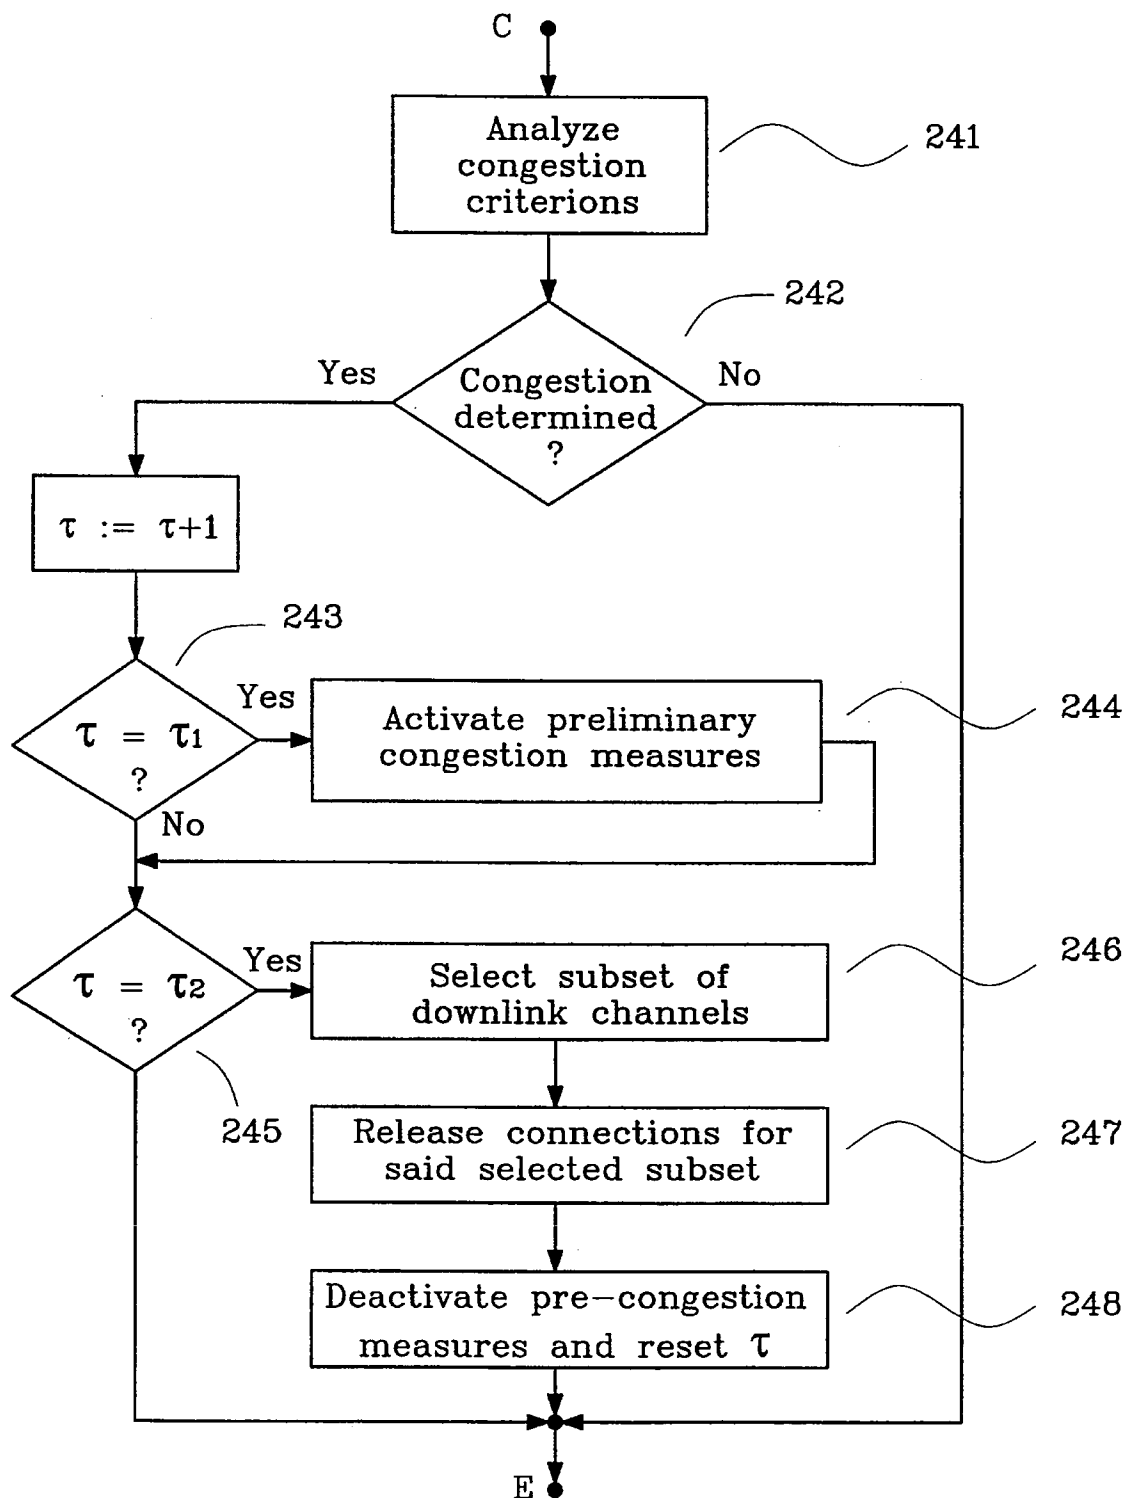 C
Analyze
congestion
criterions
241
242
Yes
No
Congestion
determined
?
τ := τ+1
243
Yes
τ = τ1
?
No
Activate preliminary
congestion measures
244
Yes
τ = τ2
?
245
Select subset of
downlink channels
246
Release connections for
said selected subset
247
Deactivate pre-congestion
measures and reset τ
248
E